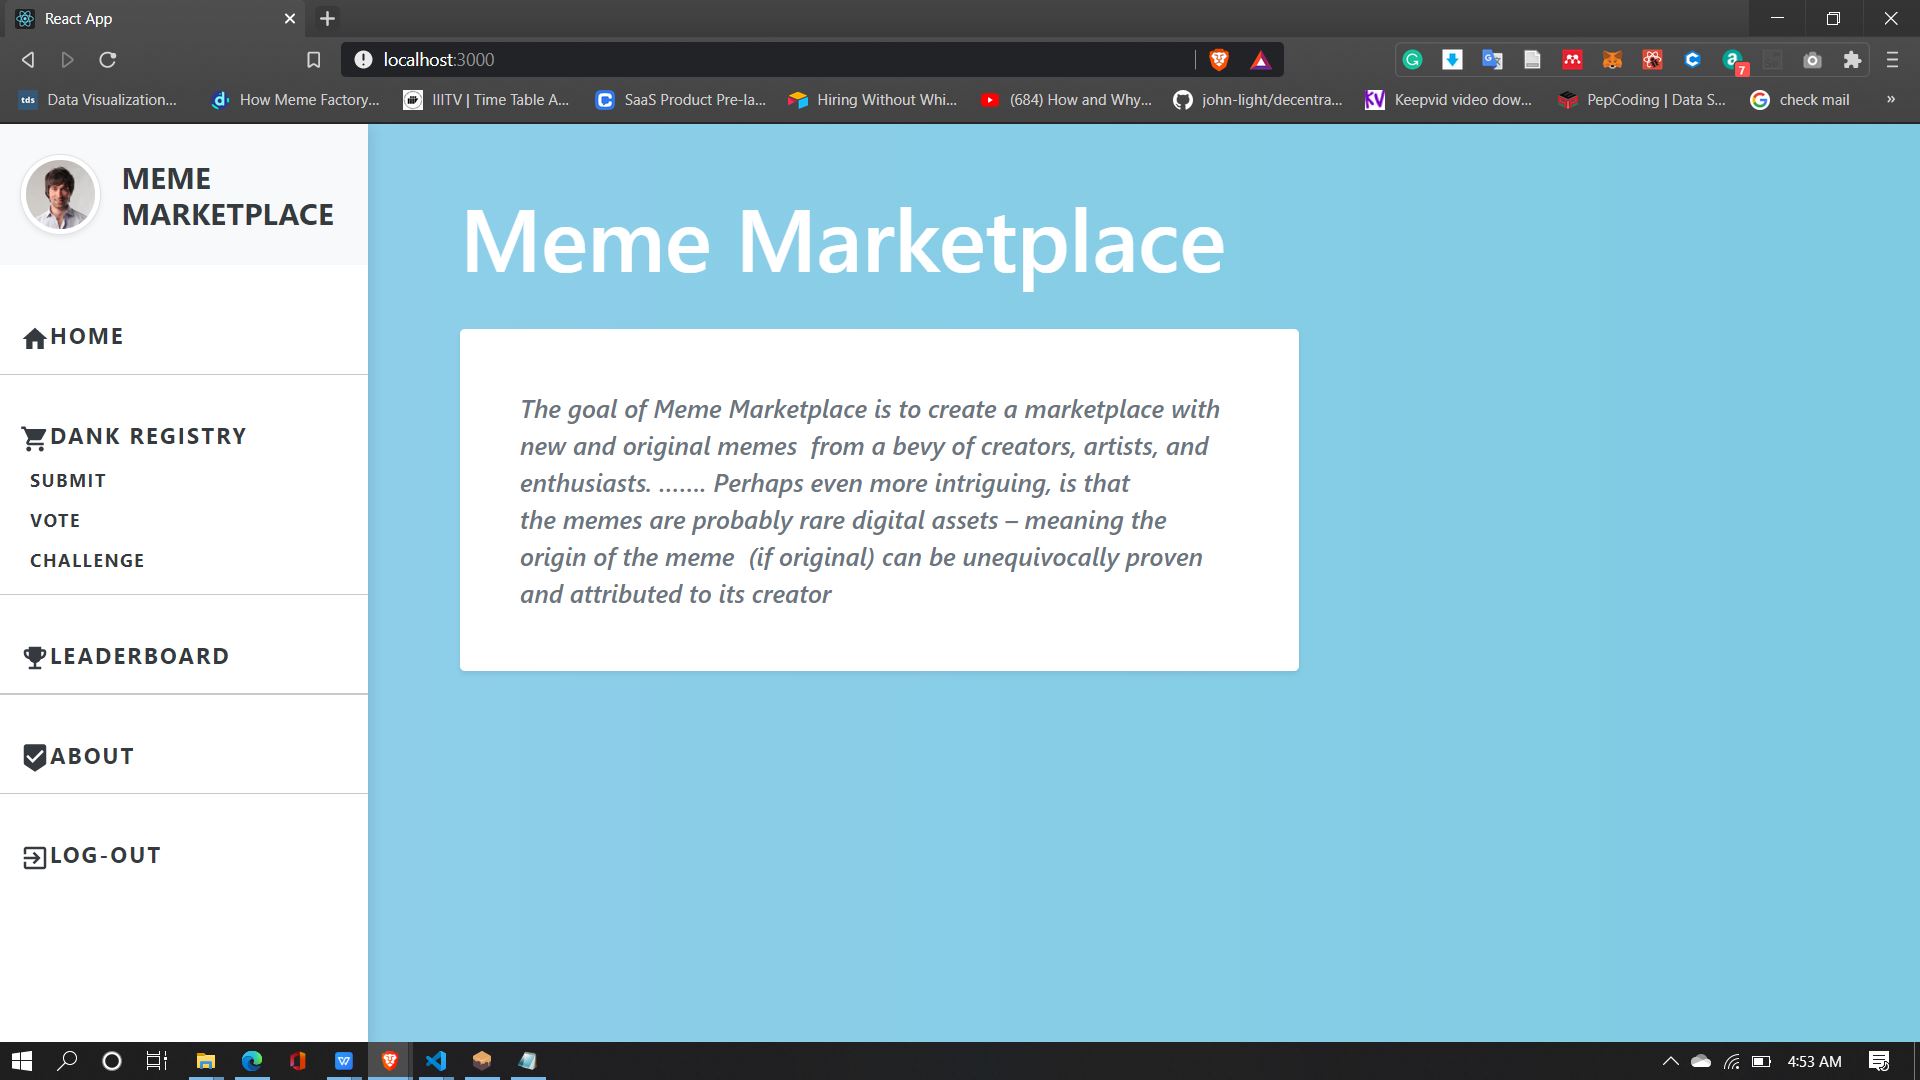 React App
localhost:3000
7
tds Data Visualization... How Meme Factory... IIITV | Time Table A... SaaS Product Pre-la... Hiring Without Whi... (684) How and Why... john-light/decentra... KV Keepvid video dow... PepCoding | Data S... check mail »
MEME
MARKETPLACE
HOME
DANK REGISTRY
SUBMIT
VOTE
CHALLENGE
LEADERBOARD
ABOUT
LOG-OUT
Meme Marketplace
The goal of Meme Marketplace is to create a marketplace with
new and original memes  from a bevy of creators, artists, and
enthusiasts. ....... Perhaps even more intriguing, is that
the memes are probably rare digital assets – meaning the
origin of the meme  (if original) can be unequivocally proven
and attributed to its creator
4:53 AM